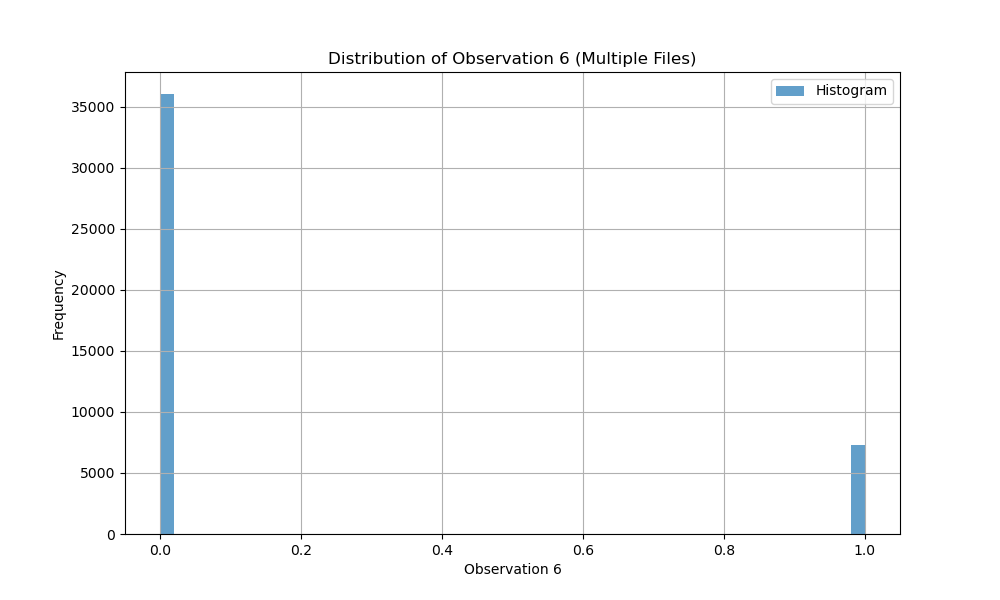 Distribution of Observation 6 (Multiple Files)
Histogram
Frequency
35000
30000
25000
20000
15000
10000
5000
0
0.0 0.2 0.4 0.6 0.8 1.0
Observation 6